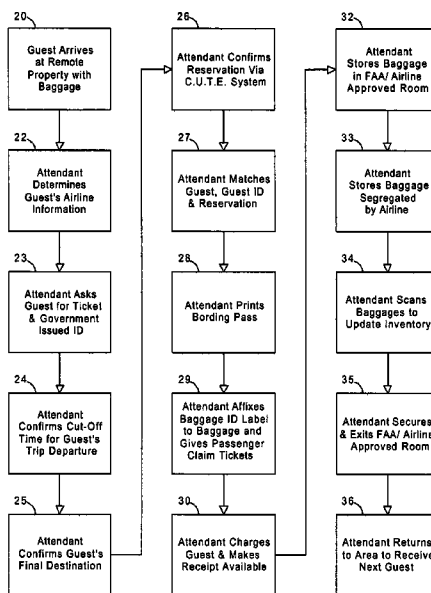 20
Guest Arrives
at Remote
Property with
Baggage
22
Attendant
Determines
Guest's Airline
Information
23
Attendant Asks
Guest for Ticket
& Government
Issued ID
24
Attendant
Confirms Cut-Off
Time for Guest's
Trip Departure
25
Attendant
Confirms Guest's
Final Destination
26
Attendant Confirms
Reservation Via
C.U.T.E. System
27
Attendant Matches
Guest, Guest ID
& Reservation
28
Attendant Prints
Bording Pass
29
Attendant Affixes
Baggage ID Label
to Baggage and
Gives Passenger
Claim Tickets
30
Attendant Charges
Guest & Makes
Receipt Available
32
Attendant
Stores Baggage
in FAA/ Airline
Approved Room
33
Attendant
Stores Baggage
Segregated
by Airline
34
Attendant Scans
Baggages to
Update Inventory
35
Attendant Secures
& Exits FAA/ Airline
Approved Room
36
Attendant Returns
to Area to Receive
Next Guest